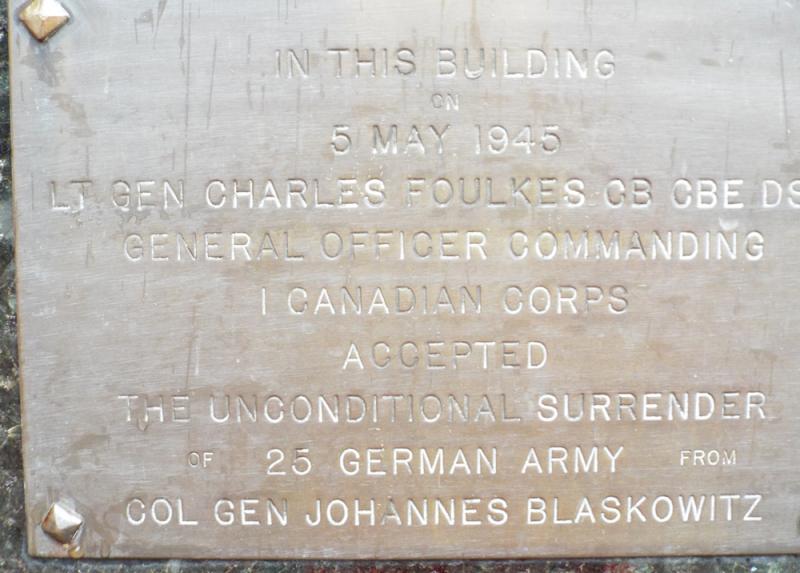 IN THIS BUILDING
ON
5 MAY 1945
LT GEN CHARLES FOULKES CB CBE DS
GENERAL OFFICER COMMANDING
I CANADIAN CORPS
ACCEPTED
THE UNCONDITIONAL SURRENDER
OF 25 GERMAN ARMY FROM
COL GEN JOHANNES BLASKOWITZ